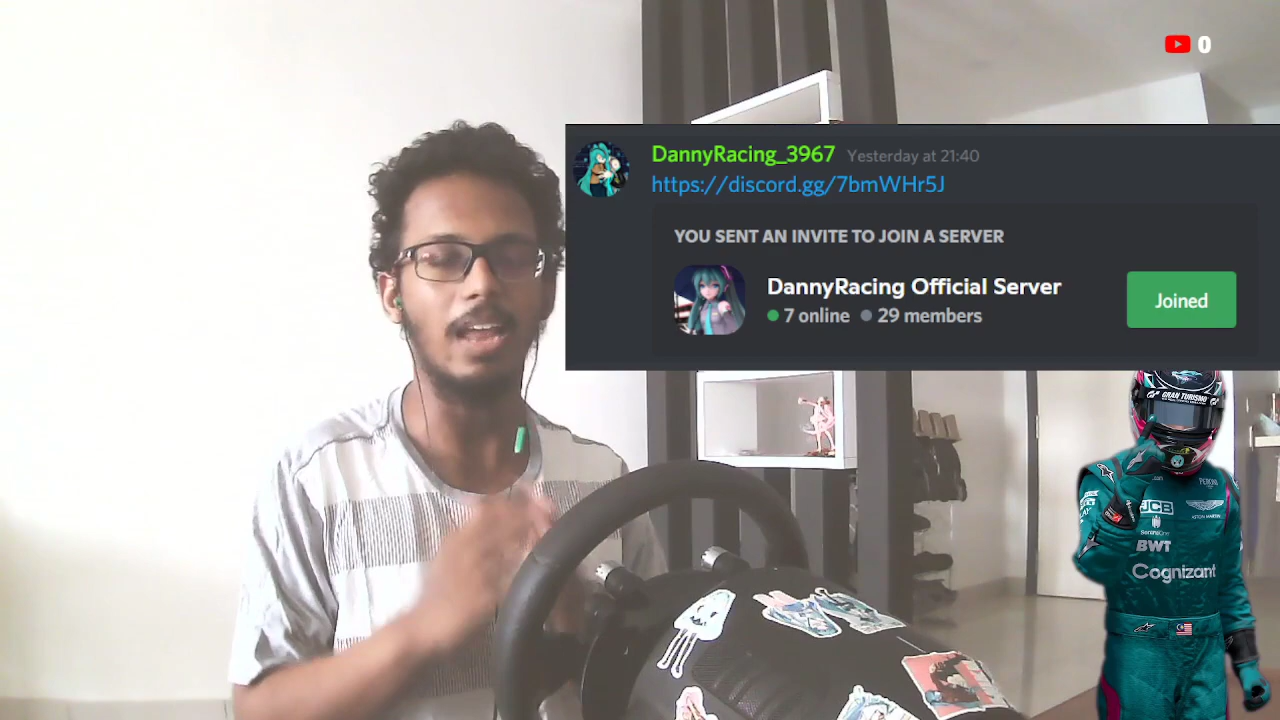 0
DannyRacing_3967 Yesterday at 21:40
https://discord.gg/7bmWHr5J
YOU SENT AN INVITE TO JOIN A SERVER
DannyRacing Official Server
7 online 29 members
Joined
GRAN TURISMO
JCB
ASTON MARTIN
BWT
Cognizant